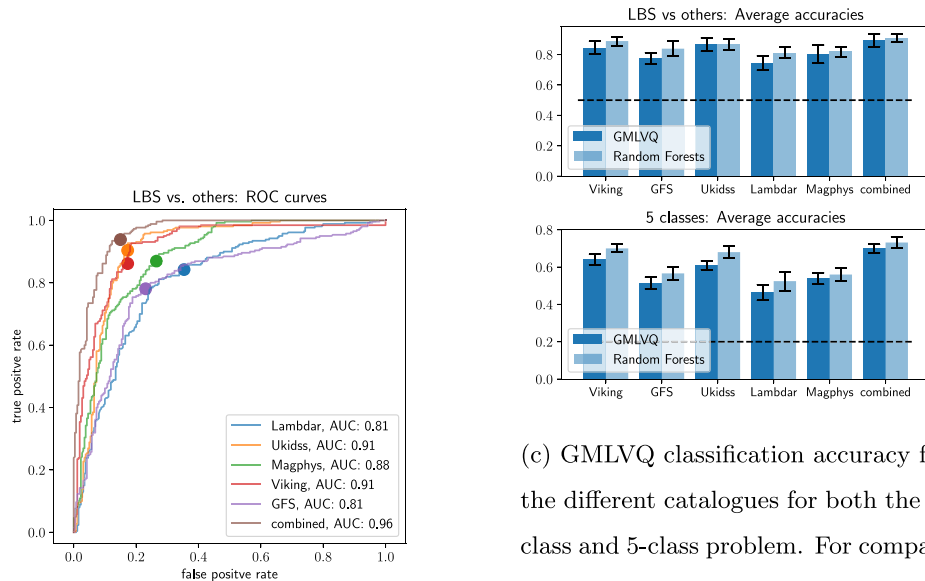 LBS vs. others: ROC curves
1.0
0.8
0.6
0.4
0.2
0.0
true positve rate
Lambdar, AUC: 0.81
Ukidss, AUC: 0.91
Magphys, AUC: 0.88
Viking, AUC: 0.91
GFS, AUC: 0.81
combined, AUC: 0.96
0.0 0.2 0.4 0.6 0.8 1.0
false positve rate
LBS vs others: Average accuracies
0.8
0.6
0.4
0.2
0.0
GMLVQ
Random Forests
Viking GFS Ukidss Lambdar Magphys combined
5 classes: Average accuracies
0.8
0.6
0.4
0.2
0.0
GMLVQ
Random Forests
Viking GFS Ukidss Lambdar Magphys combined
(c) GMLVQ classification accuracy f
the different catalogues for both the
class and 5-class problem. For compa